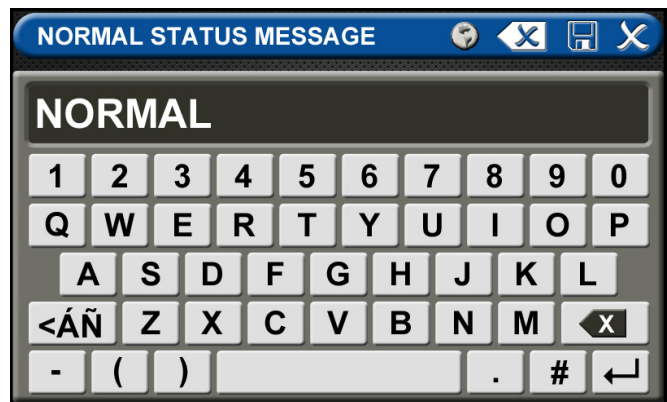 NORMAL STATUS MESSAGE
NORMAL
1 2 3 4 5 6 7 8 9 0
Q W E R T Y U I O P
A S D F G H J K L
<ÁÑ Z X C V B N M X
- ( ) . #